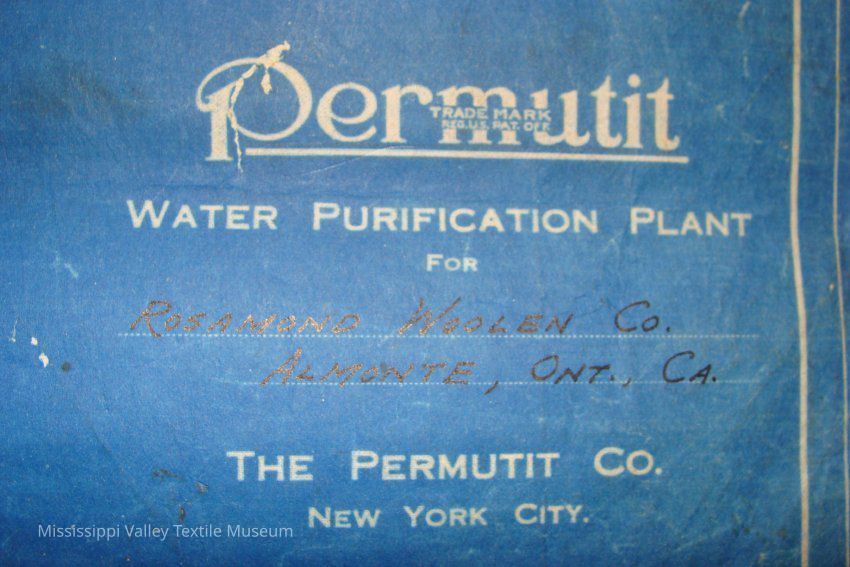 Permutit
TRADE MARK
REG. U.S. PAT. OFF.
WATER PURIFICATION PLANT
FOR
ROSAMOND WOOLEN CO.
ALMONTE, ONT., CA.
THE PERMUTIT CO.
NEW YORK CITY.
Mississippi Valley Textile Museum